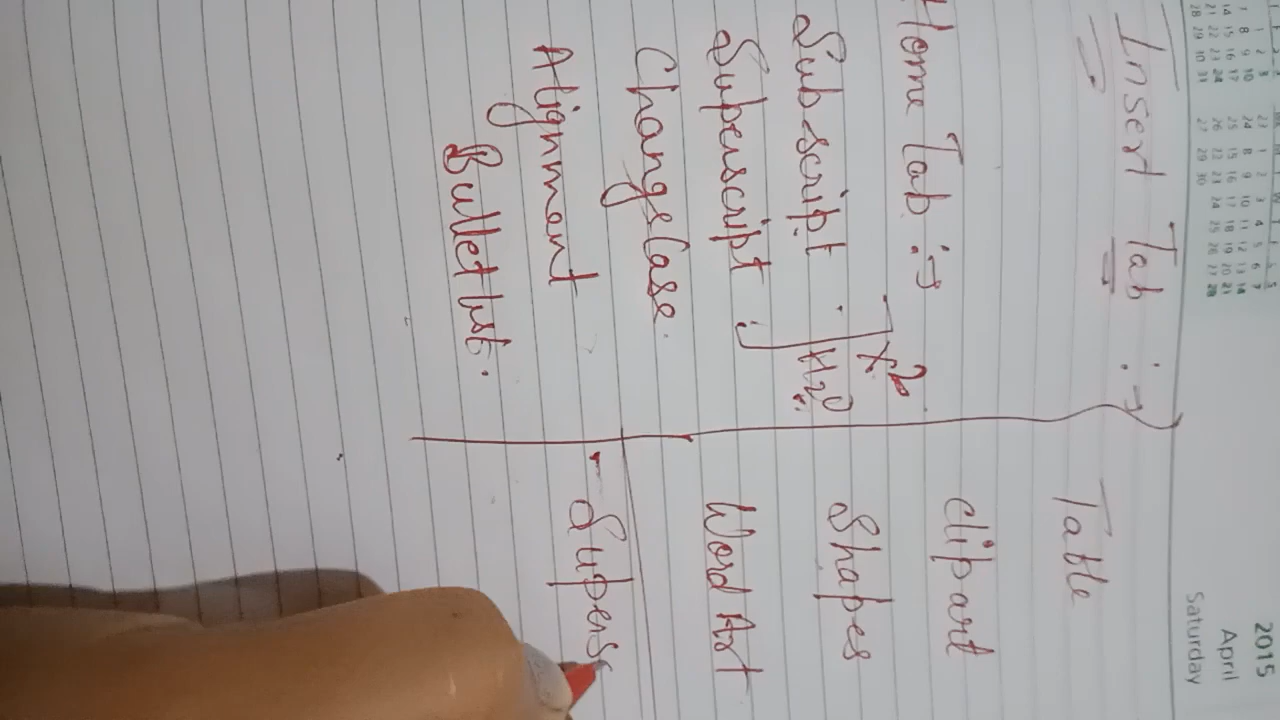 2015
April
Saturday
Insert Tab :→
Table
Home Tab :→
clipart
Subscript . X2
Shapes
Superscript ; H2O
Word Art
ChangeCase.
Supers
Alignment
Bullet list.